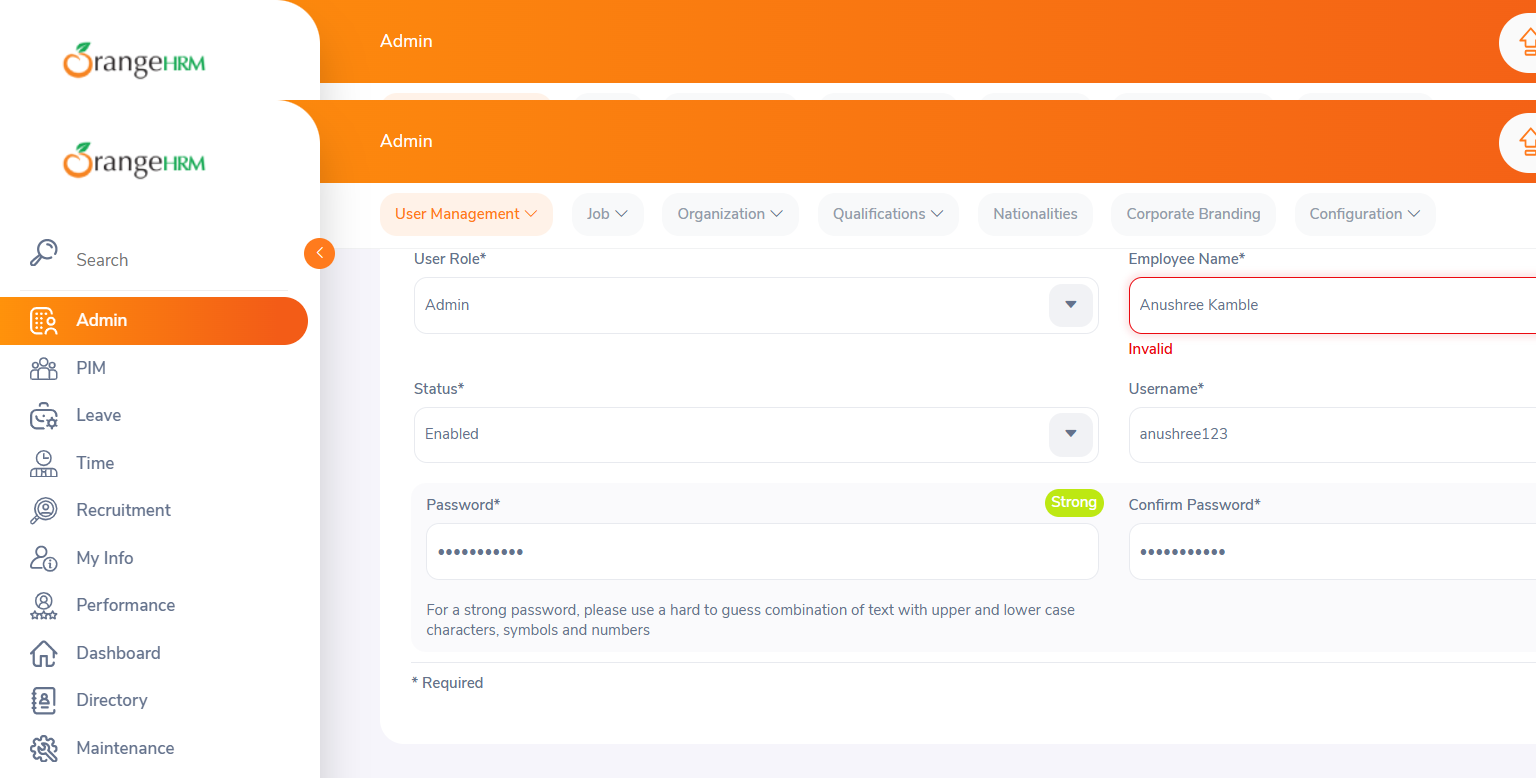 OrangeHRM
Admin
OrangeHRM
Admin
User Management
Job
Organization
Qualifications
Nationalities
Corporate Branding
Configuration
Search
Admin
PIM
Leave
Time
Recruitment
My Info
Performance
Dashboard
Directory
Maintenance
User Role*
Employee Name*
Admin
Anushree Kamble
Invalid
Status*
Username*
Enabled
anushree123
Password*
Strong
Confirm Password*
•••••••••••
•••••••••••
For a strong password, please use a hard to guess combination of text with upper and lower case
characters, symbols and numbers
* Required